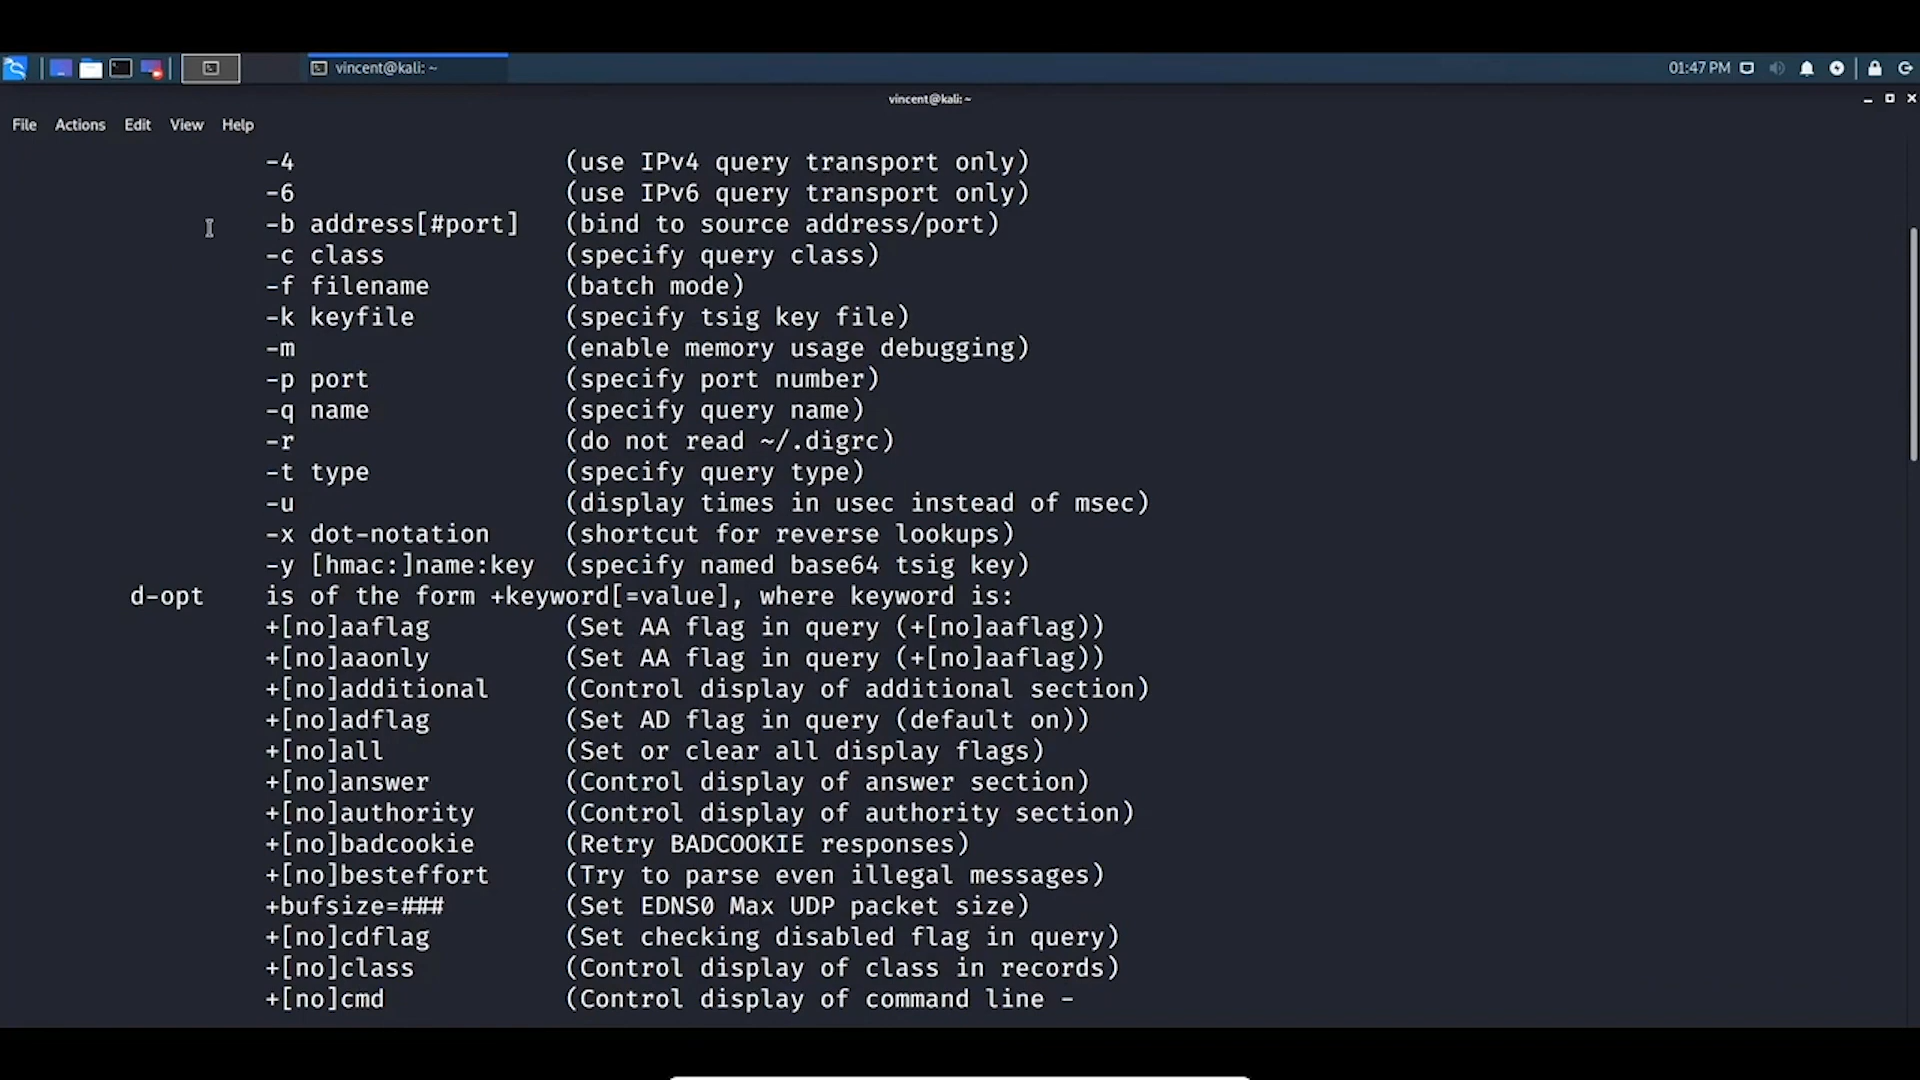 vincent@kali: ~
01:47 PM
vincent@kali: ~
File Actions Edit View Help
-4 (use IPv4 query transport only)
-6 (use IPv6 query transport only)
-b address[#port] (bind to source address/port)
-c class (specify query class)
-f filename (batch mode)
-k keyfile (specify tsig key file)
-m (enable memory usage debugging)
-p port (specify port number)
-q name (specify query name)
-r (do not read ~/.digrc)
-t type (specify query type)
-u (display times in usec instead of msec)
-x dot-notation (shortcut for reverse lookups)
-y [hmac:]name:key (specify named base64 tsig key)
d-opt is of the form +keyword[=value], where keyword is:
+[no]aaflag (Set AA flag in query (+[no]aaflag))
+[no]aaonly (Set AA flag in query (+[no]aaflag))
+[no]additional (Control display of additional section)
+[no]adflag (Set AD flag in query (default on))
+[no]all (Set or clear all display flags)
+[no]answer (Control display of answer section)
+[no]authority (Control display of authority section)
+[no]badcookie (Retry BADCOOKIE responses)
+[no]besteffort (Try to parse even illegal messages)
+bufsize=### (Set EDNS0 Max UDP packet size)
+[no]cdflag (Set checking disabled flag in query)
+[no]class (Control display of class in records)
+[no]cmd (Control display of command line -